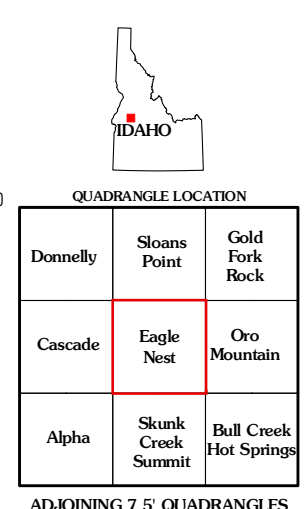 IDAHO
QUADRANGLE LOCATION
Donnelly
Sloans
Point
Gold
Fork
Rock
Cascade
Eagle
Nest
Oro
Mountain
Alpha
Skunk
Creek
Summit
Bull Creek
Hot Springs
ADJOINING 7.5' QUADRANGLES